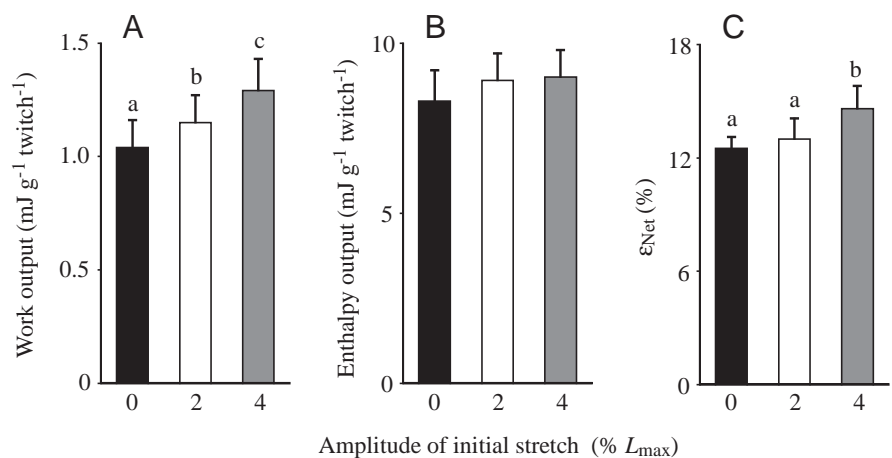 A
Work output (mJ g⁻¹ twitch⁻¹)
1.5
1.0
0.5
0
a
b
c
0 2 4
B
Enthalpy output (mJ g⁻¹ twitch⁻¹)
10
5
0
0 2 4
C
εNet (%)
18
12
6
0
a
a
b
0 2 4
Amplitude of initial stretch (% Lmax)